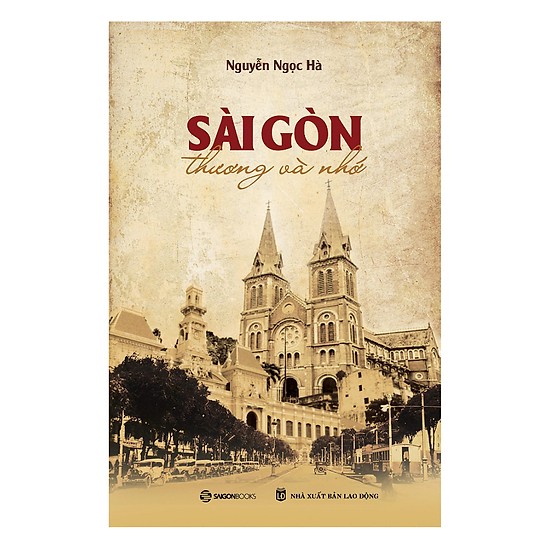 Nguyễn Ngọc Hà
SÀI GÒN
thương và nhớ
SAIGONBOOKS
LĐ NHÀ XUẤT BẢN LAO ĐỘNG